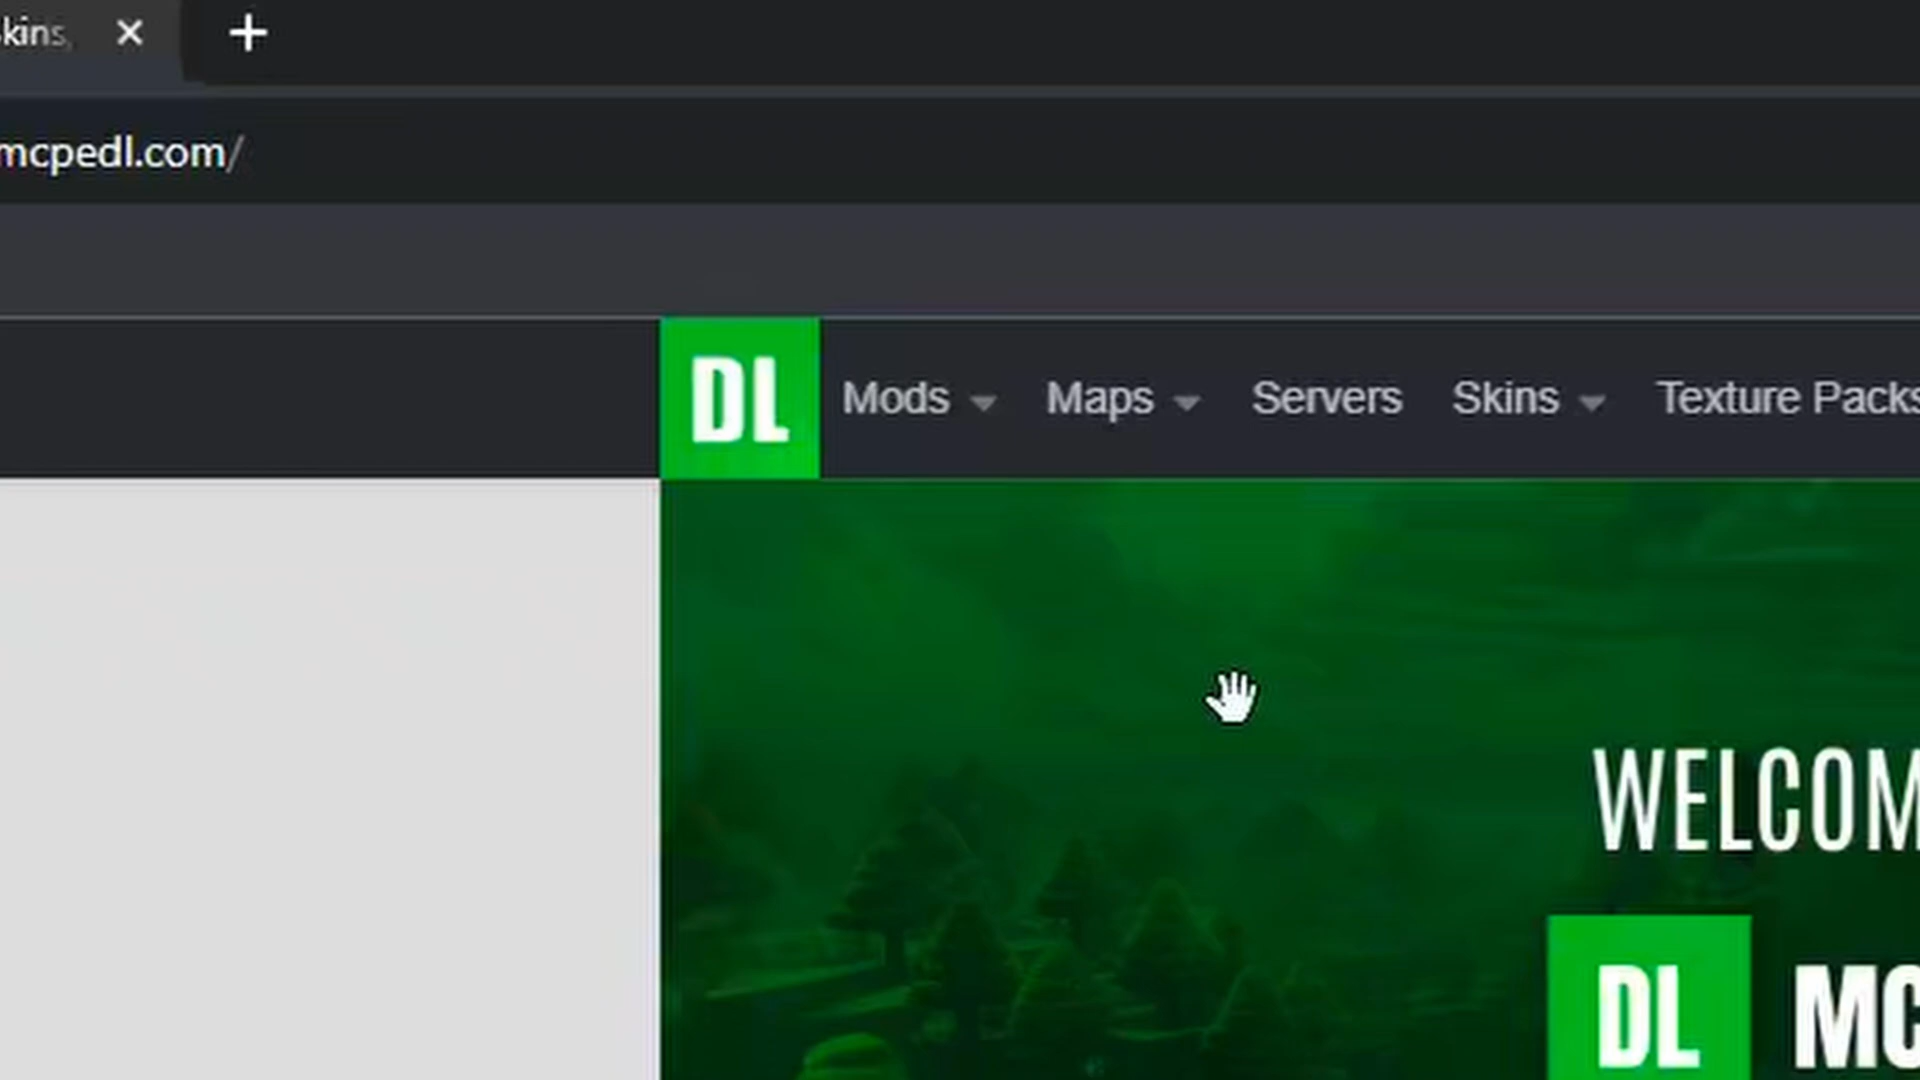 kins,
mcpedl.com/
DL Mods Maps Servers Skins Texture Packs
WELCOM
DL MC